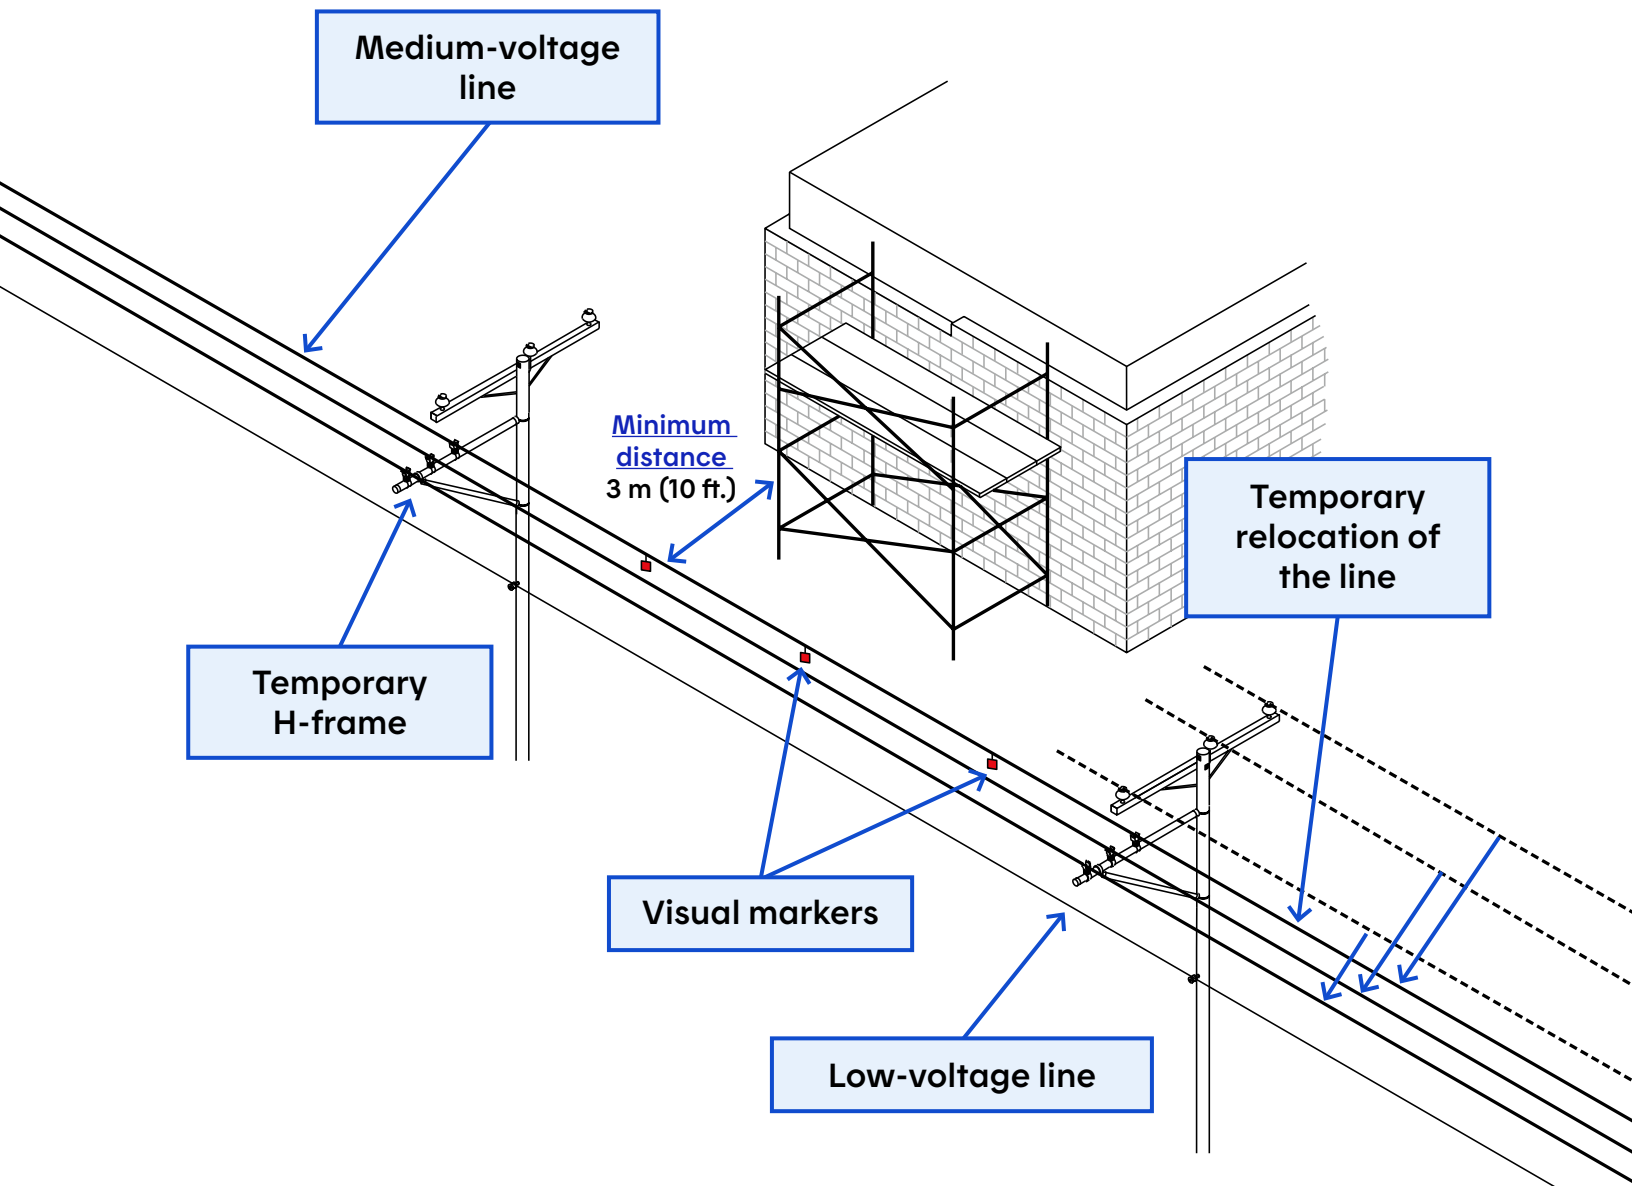 Medium-voltage
line
Minimum
distance
3 m (10 ft.)
Temporary
relocation of
the line
Temporary
H-frame
Visual markers
Low-voltage line